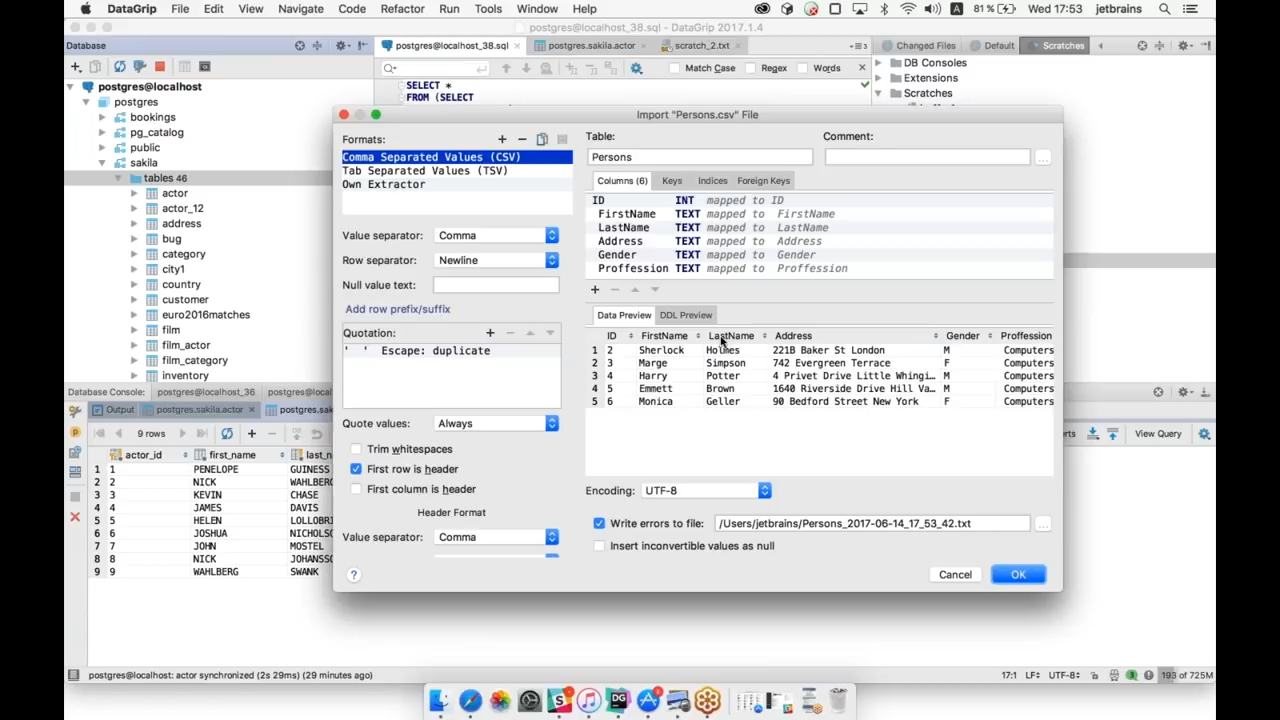 DataGrip File Edit View Navigate Code Refactor Run Tools Window Help 81 % Wed 17:53 jetbrains
postgres@localhost_38.sql - DataGrip 2017.1.4
Database
postgres@localhost_38.sql postgres.sakila.actor scratch_2.txt
Changed Files Default Scratches
Match Case Regex Words
postgres@localhost
postgres
bookings
pg_catalog
public
sakila
tables 46
actor
actor_12
address
bug
category
city1
country
customer
euro2016matches
film
film_actor
film_category
inventory
SELECT *
FROM (SELECT
DB Consoles
Extensions
Scratches
Import "Persons.csv" File
Formats:
Comma Separated Values (CSV)
Tab Separated Values (TSV)
Own Extractor
Value separator: Comma
Row separator: Newline
Null value text:
Add row prefix/suffix
Quotation:
' ' Escape: duplicate
Quote values: Always
Trim whitespaces
First row is header
First column is header
Header Format
Value separator: Comma
Table: Comment:
Persons
Columns (6) Keys Indices Foreign Keys
ID INT mapped to ID
FirstName TEXT mapped to FirstName
LastName TEXT mapped to LastName
Address TEXT mapped to Address
Gender TEXT mapped to Gender
Proffession TEXT mapped to Proffession
Data Preview DDL Preview
ID FirstName LastName Address Gender Proffession
1 2 Sherlock Holmes 221B Baker St London M Computers
2 3 Marge Simpson 742 Evergreen Terrace F Computers
3 4 Harry Potter 4 Privet Drive Little Whingi… M Computers
4 5 Emmett Brown 1640 Riverside Drive Hill Va… M Computers
5 6 Monica Geller 90 Bedford Street New York F Computers
Encoding: UTF-8
Write errors to file: /Users/jetbrains/Persons_2017-06-14_17_53_42.txt
Insert inconvertible values as null
? Cancel OK
Database Console: postgres@localhost_36
Output postgres.sakila.actor
9 rows
View Query
actor_id first_name
1 1 PENELOPE GUINESS
2 2 NICK WAHLBERG
3 3 KEVIN CHASE
4 4 JAMES DAVIS
5 5 HELEN LOLLOBRI
6 6 JOSHUA NICHOLSO
7 7 JOHN MOSTEL
8 8 NICK JOHANSSO
9 9 WAHLBERG SWANK
postgres@localhost: actor synchronized (2s 29ms) (29 minutes ago)
17:1 LF÷ UTF-8÷ 193 of 725M